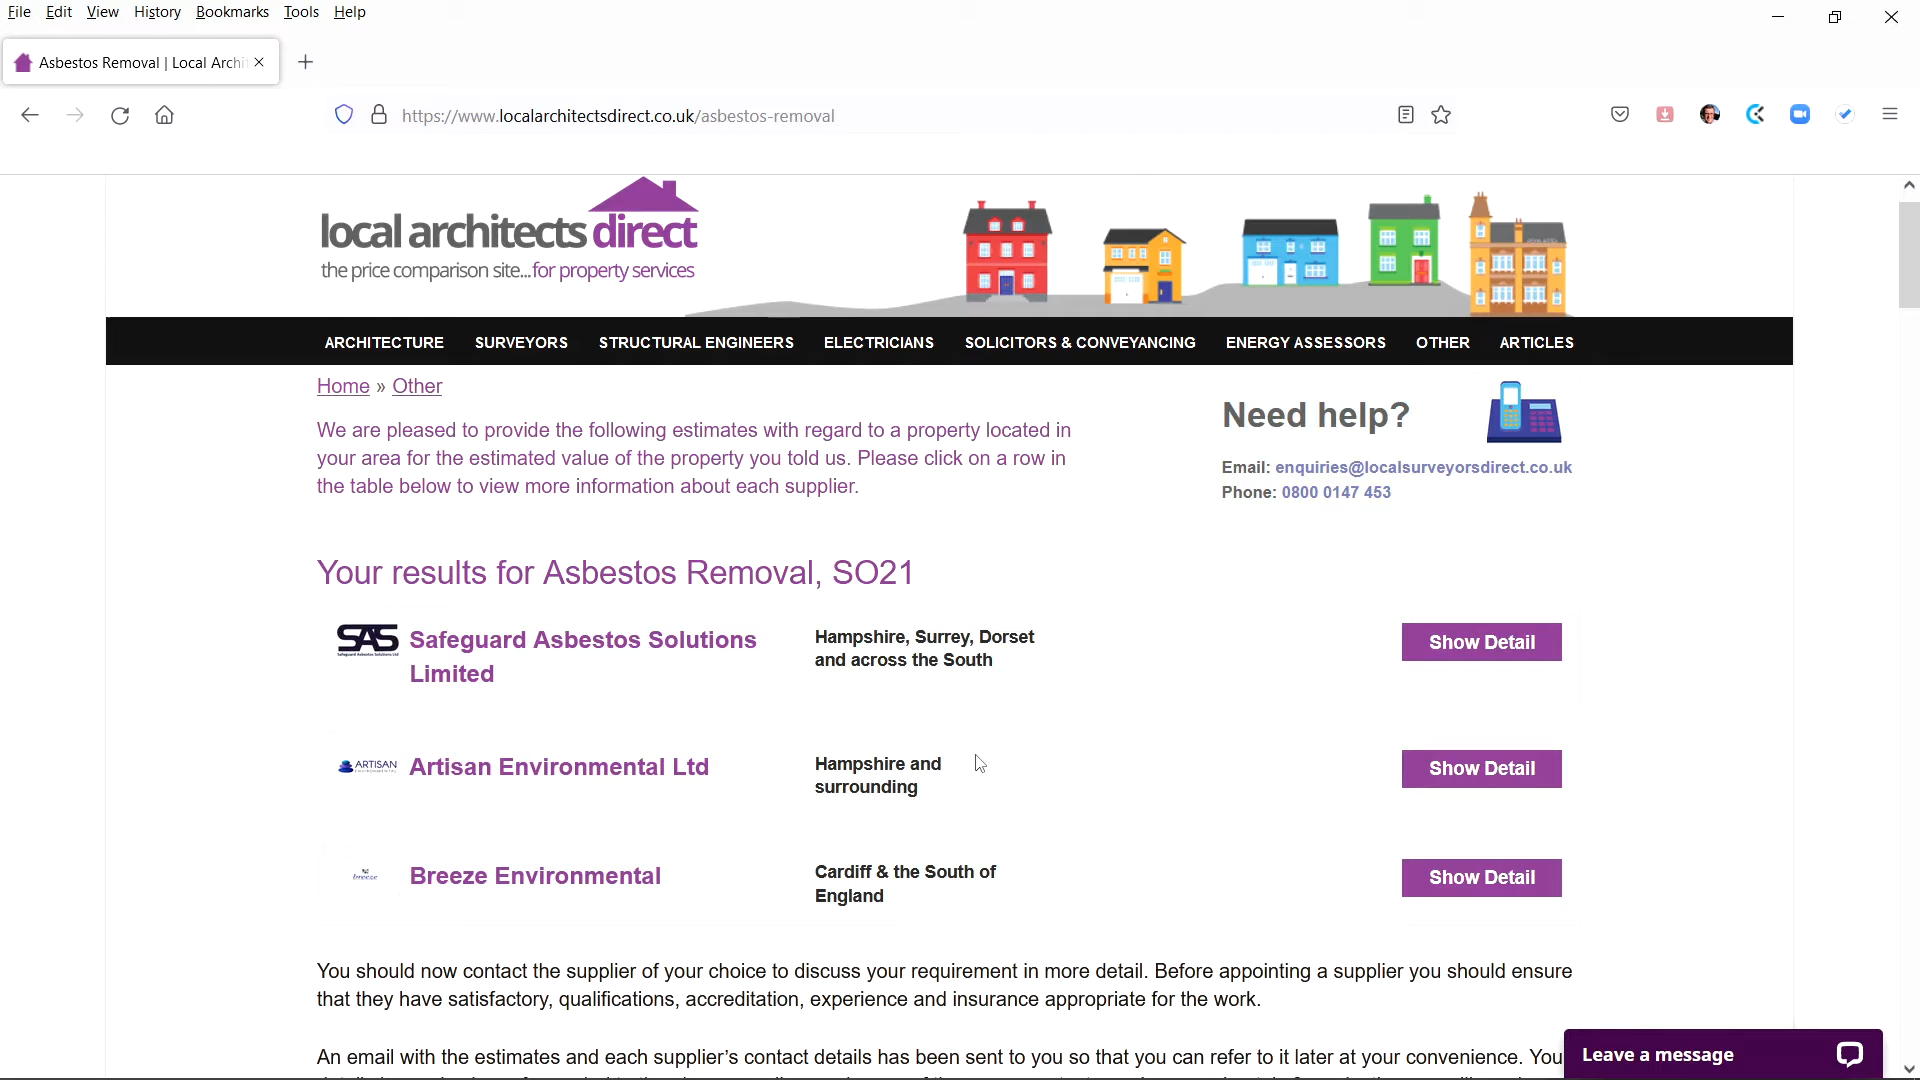 File Edit View History Bookmarks Tools Help
Asbestos Removal | Local Archi
https://www.localarchitectsdirect.co.uk/asbestos-removal
local architects direct
the price comparison site...for property services
ARCHITECTURE SURVEYORS STRUCTURAL ENGINEERS ELECTRICIANS SOLICITORS & CONVEYANCING ENERGY ASSESSORS OTHER ARTICLES
Home » Other
We are pleased to provide the following estimates with regard to a property located in
your area for the estimated value of the property you told us. Please click on a row in
the table below to view more information about each supplier.
Need help?
Email: enquiries@localsurveyorsdirect.co.uk
Phone: 0800 0147 453
Your results for Asbestos Removal, SO21
SAS
Safeguard Asbestos Solutions Ltd
Safeguard Asbestos Solutions
Limited
Hampshire, Surrey, Dorset
and across the South
Show Detail
ARTISAN
Artisan Environmental Ltd
Hampshire and
surrounding
Show Detail
breeze
Breeze Environmental
Cardiff & the South of
England
Show Detail
You should now contact the supplier of your choice to discuss your requirement in more detail. Before appointing a supplier you should ensure
that they have satisfactory, qualifications, accreditation, experience and insurance appropriate for the work.
An email with the estimates and each supplier's contact details has been sent to you so that you can refer to it later at your convenience. You
Leave a message